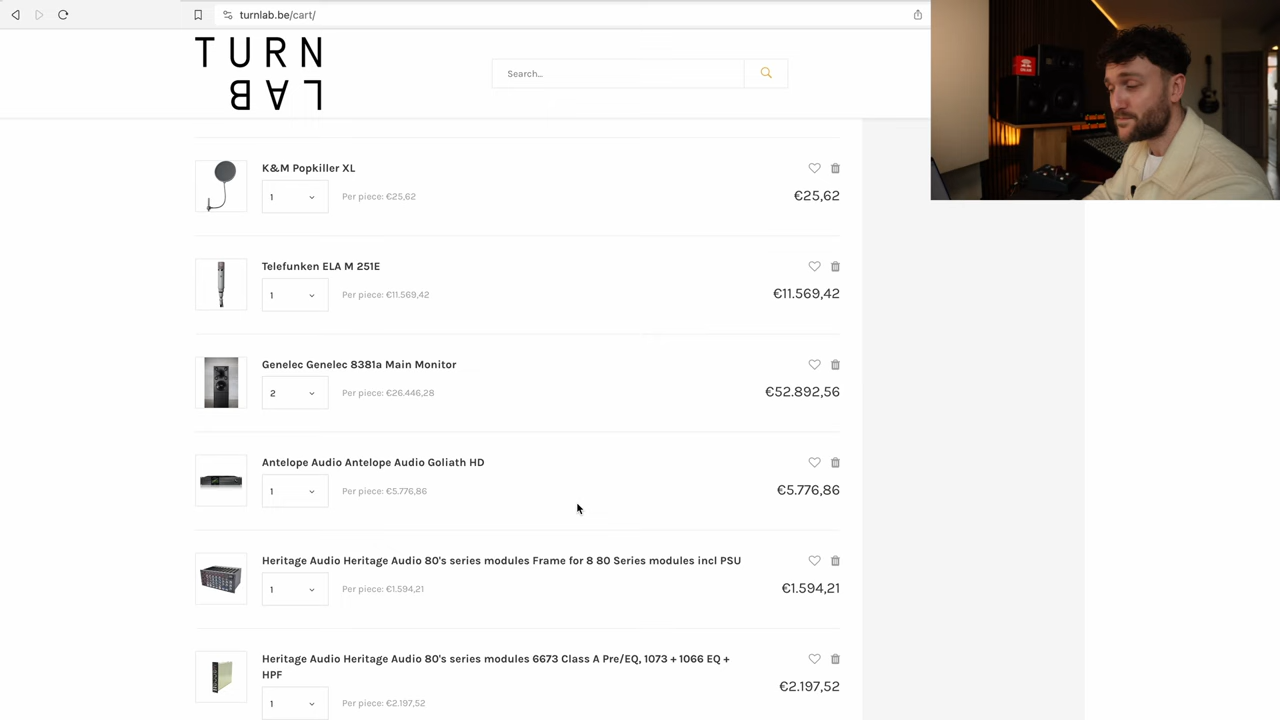 turnlab.be/cart/
TURN
LAB
Search...
K&M Popkiller XL
1
Per piece: €25,62
€25,62
Telefunken ELA M 251E
1
Per piece: €11.569,42
€11.569,42
Genelec Genelec 8381a Main Monitor
2
Per piece: €26.446,28
€52.892,56
Antelope Audio Antelope Audio Goliath HD
1
Per piece: €5.776,86
€5.776,86
Heritage Audio Heritage Audio 80's series modules Frame for 8 80 Series modules incl PSU
1
Per piece: €1.594,21
€1.594,21
Heritage Audio Heritage Audio 80's series modules 6673 Class A Pre/EQ, 1073 + 1066 EQ +
HPF
1
Per piece: €2.197,52
€2.197,52